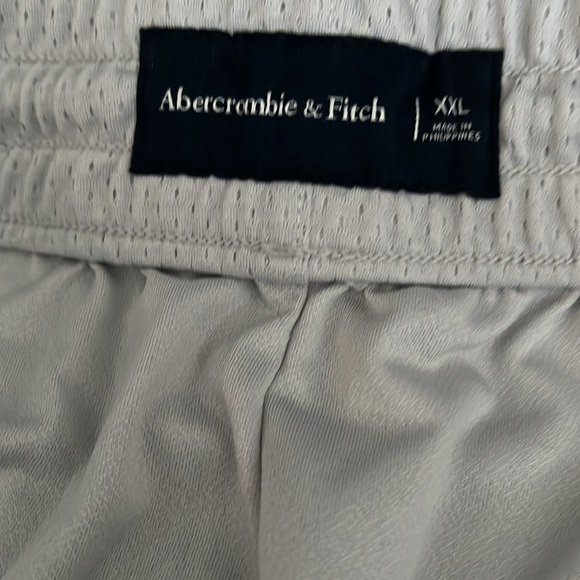 Abercrombie & Fitch
XXL
MADE IN
PHILIPPINES